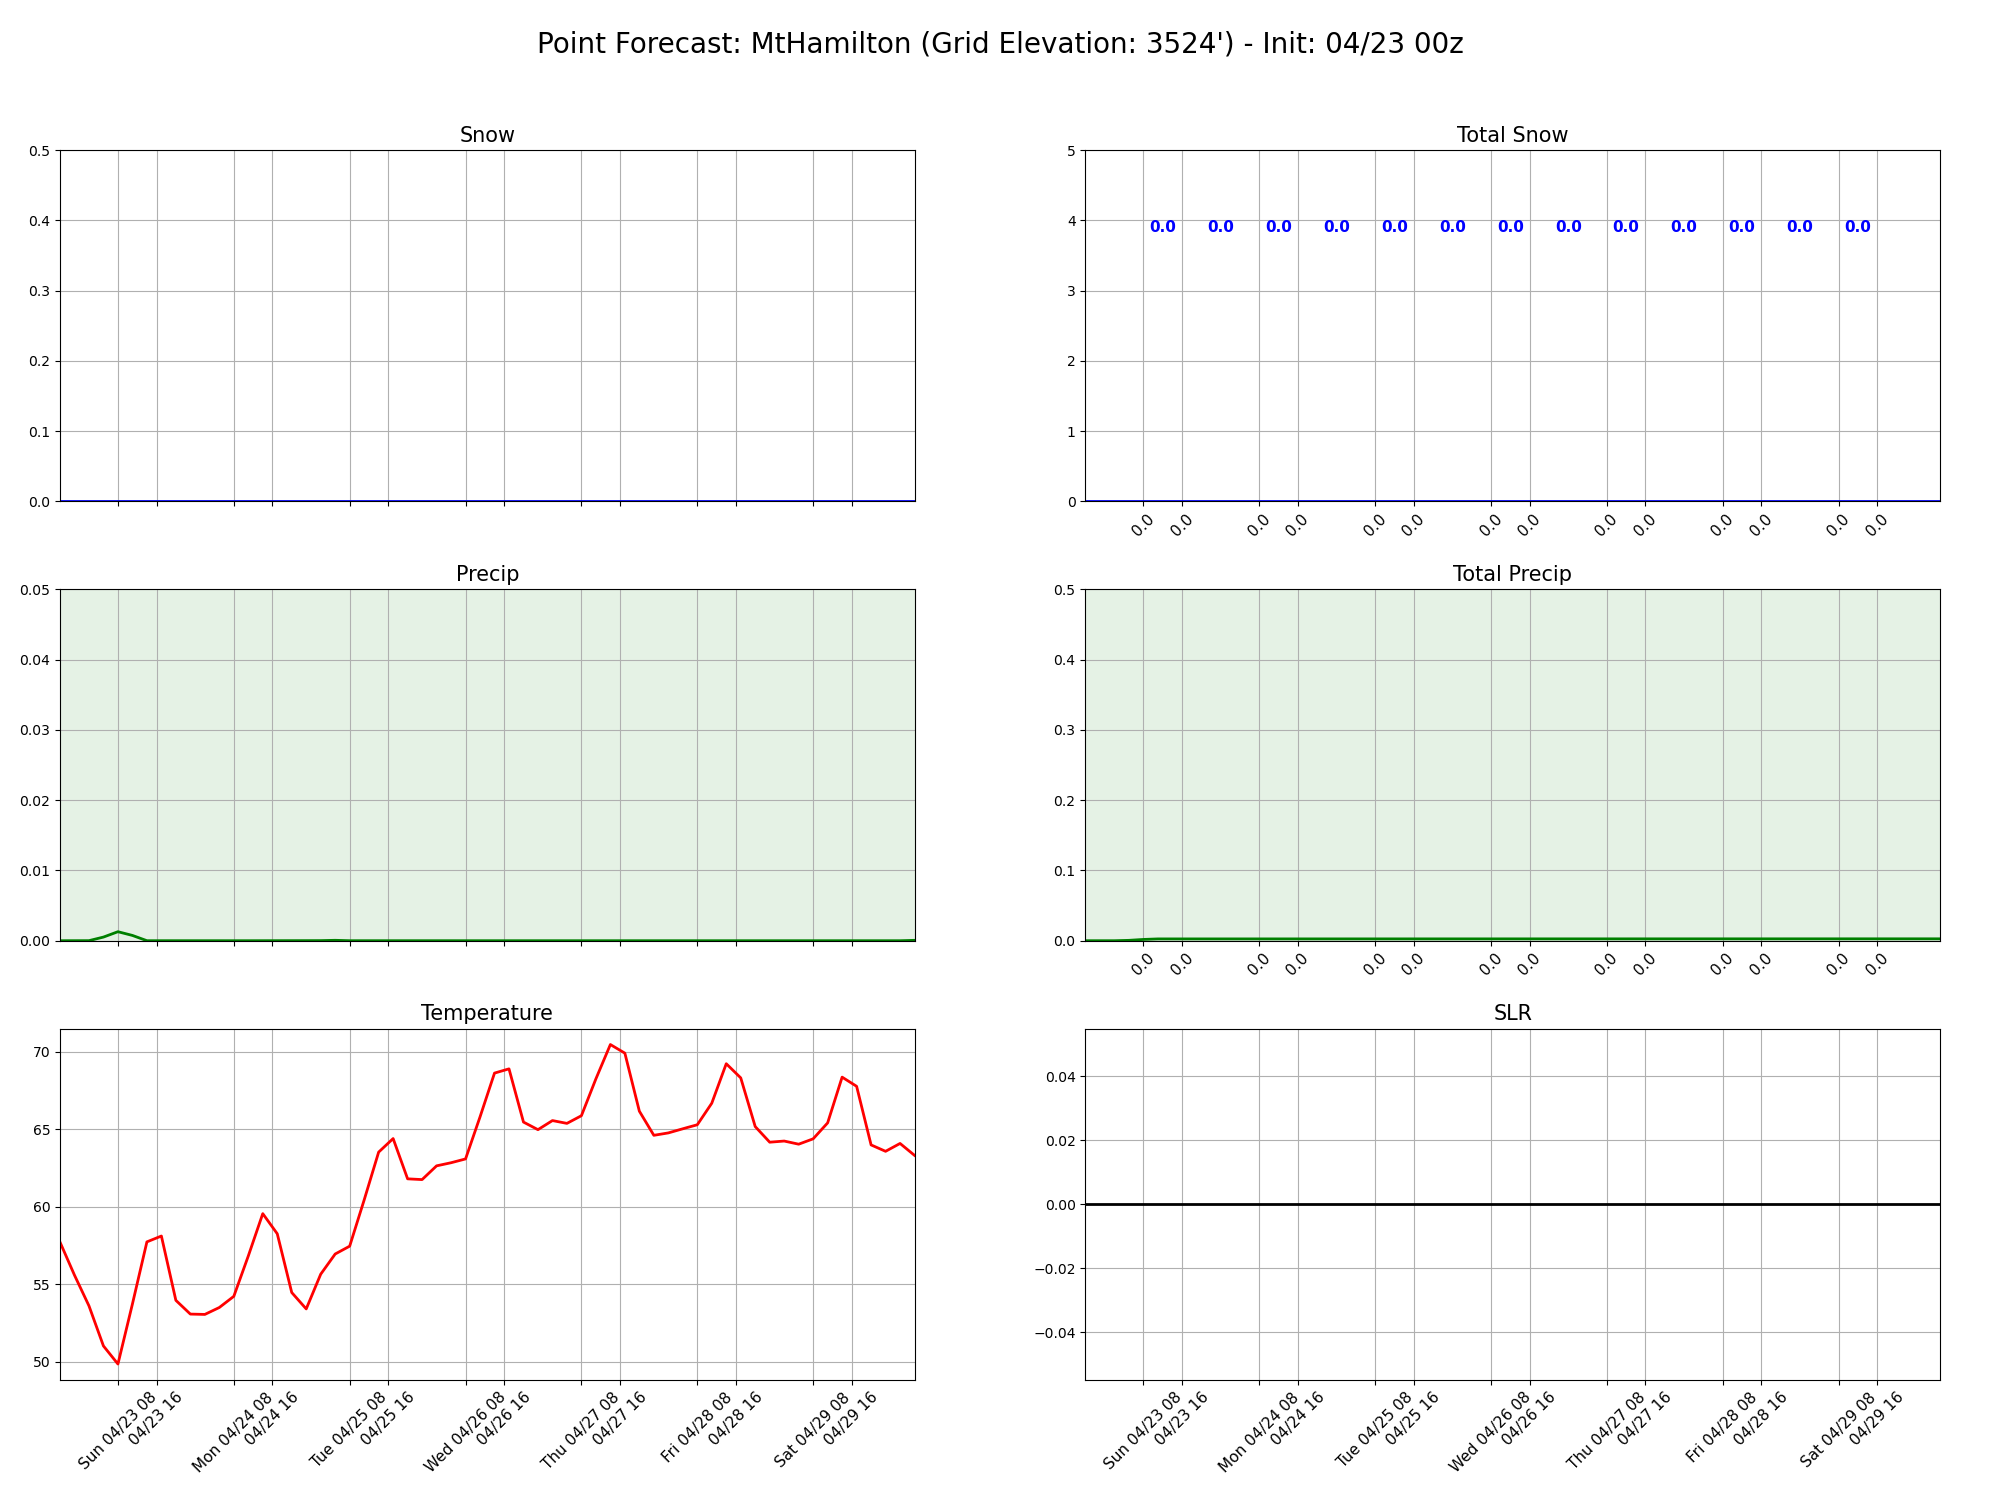 Point Forecast: MtHamilton (Grid Elevation: 3524') - Init: 04/23 00z
Snow
0.5
0.4
0.3
0.2
0.1
0.0
Total Snow
5
4
3
2
1
0
0.0 0.0 0.0 0.0 0.0 0.0 0.0 0.0 0.0 0.0 0.0 0.0 0.0
0.0 0.0 0.0 0.0 0.0 0.0 0.0 0.0 0.0 0.0 0.0 0.0 0.0 0.0
Precip
0.05
0.04
0.03
0.02
0.01
0.00
Total Precip
0.5
0.4
0.3
0.2
0.1
0.0
0.0 0.0 0.0 0.0 0.0 0.0 0.0 0.0 0.0 0.0 0.0 0.0 0.0 0.0
Temperature
70
65
60
55
50
Sun 04/23 08
04/23 16
Mon 04/24 08
04/24 16
Tue 04/25 08
04/25 16
Wed 04/26 08
04/26 16
Thu 04/27 08
04/27 16
Fri 04/28 08
04/28 16
Sat 04/29 08
04/29 16
SLR
0.04
0.02
0.00
−0.02
−0.04
Sun 04/23 08
04/23 16
Mon 04/24 08
04/24 16
Tue 04/25 08
04/25 16
Wed 04/26 08
04/26 16
Thu 04/27 08
04/27 16
Fri 04/28 08
04/28 16
Sat 04/29 08
04/29 16